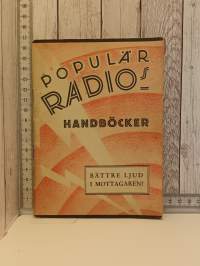 POPULÄR
RADIOS
HANDBÖCKER
BÄTTRE LJUD
I MOTTAGAREN!